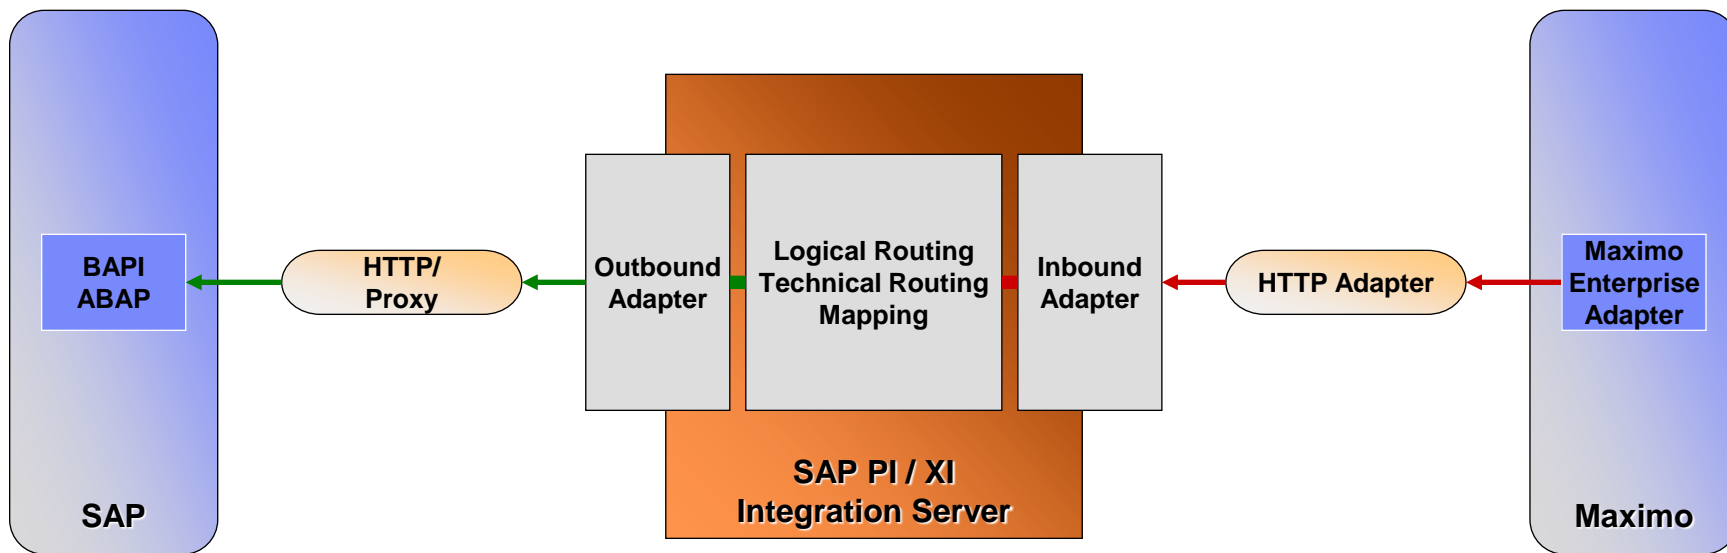 BAPI
ABAP
SAP
HTTP/
Proxy
Outbound
Adapter
Logical Routing
Technical Routing
Mapping
Inbound
Adapter
SAP PI / XI
Integration Server
HTTP Adapter
Maximo
Enterprise
Adapter
Maximo